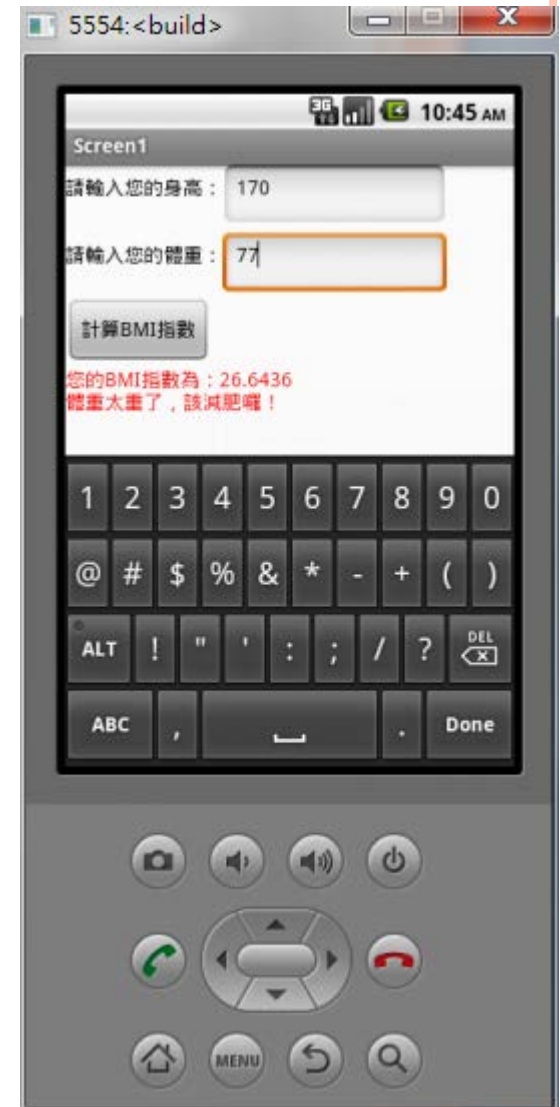 5554:<build>
3G 10:45 AM
Screen1
請輸入您的身高： 170
請輸入您的體重： 77
計算BMI指數
您的BMI指數為：26.6436
體重太重了，該減肥囉！
1 2 3 4 5 6 7 8 9 0
@ # $ % & * - + ( )
ALT ! " ' : ; / ? DEL
ABC , . Done
MENU